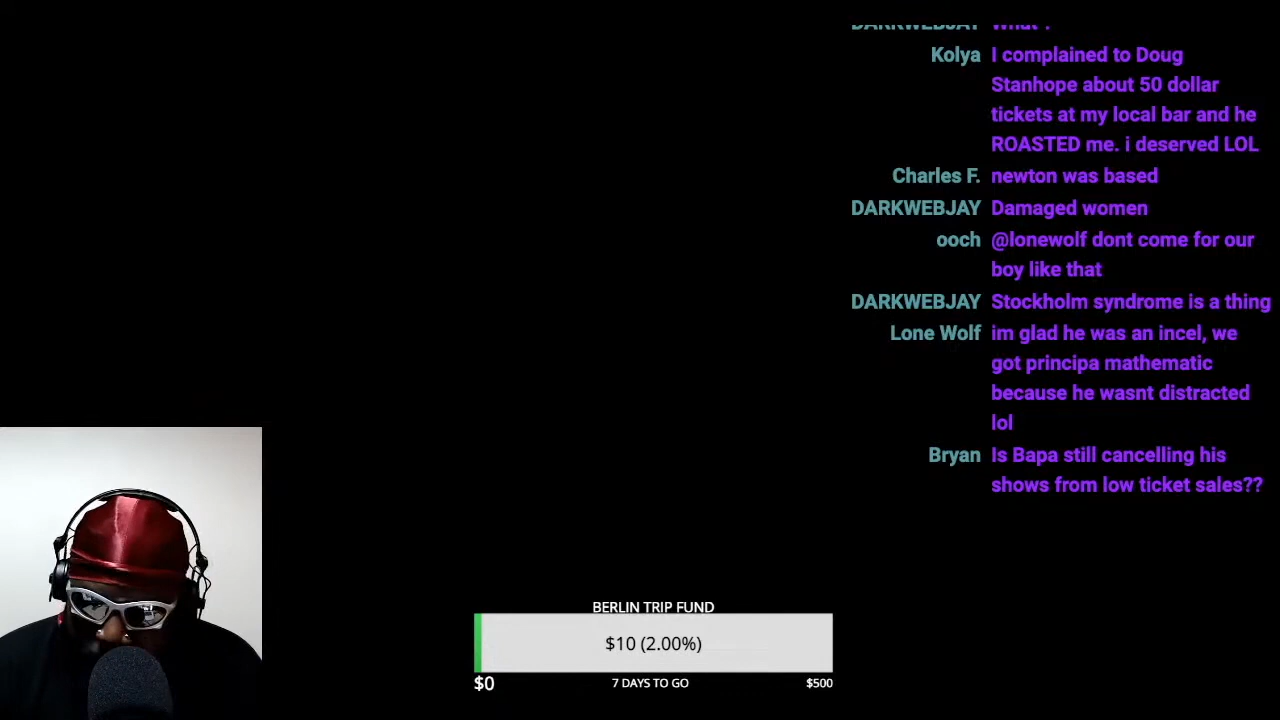 DARKWEBJAY What ?
Kolya I complained to Doug
Stanhope about 50 dollar
tickets at my local bar and he
ROASTED me. i deserved LOL
Charles F. newton was based
DARKWEBJAY Damaged women
ooch @lonewolf dont come for our
boy like that
DARKWEBJAY Stockholm syndrome is a thing
Lone Wolf im glad he was an incel, we
got principa mathematic
because he wasnt distracted
lol
Bryan Is Bapa still cancelling his
shows from low ticket sales??
BERLIN TRIP FUND
$10 (2.00%)
$0 7 DAYS TO GO $500